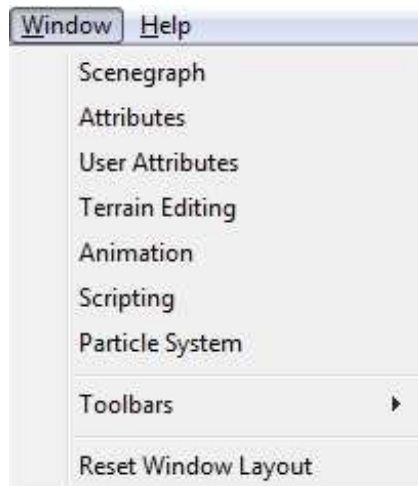 Window Help
Scenegraph
Attributes
User Attributes
Terrain Editing
Animation
Scripting
Particle System
Toolbars
Reset Window Layout